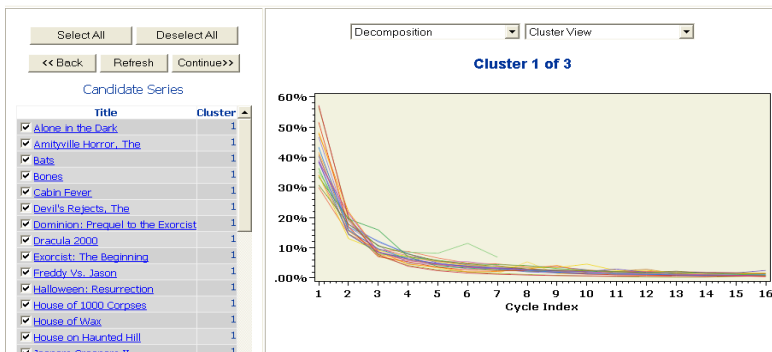 Select All Deselect All
<< Back Refresh Continue>>
Candidate Series
Title Cluster
Alone in the Dark 1
Amityville Horror, The 1
Bats 1
Bones 1
Cabin Fever 1
Devil's Rejects, The 1
Dominion: Prequel to the Exorcist 1
Dracula 2000 1
Exorcist: The Beginning 1
Freddy Vs. Jason 1
Halloween: Resurrection 1
House of 1000 Corpses 1
House of Wax 1
House on Haunted Hill 1
Decomposition Cluster View
Cluster 1 of 3
60%
50%
40%
30%
20%
10%
.00%
1 2 3 4 5 6 7 8 9 10 11 12 13 14 15 16
Cycle Index